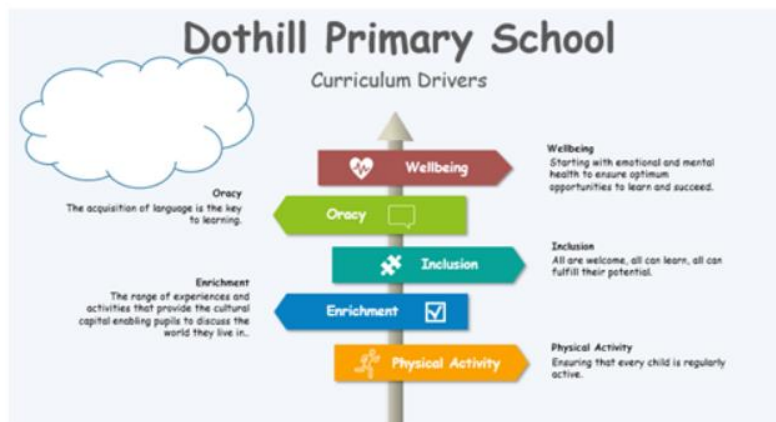 Dothill Primary School
Curriculum Drivers
Wellbeing
Wellbeing
Starting with emotional and mental
health to ensure optimum
opportunities to learn and succeed.
Oracy
The acquisition of language is the key
to learning.
Oracy
Inclusion
Inclusion
All are welcome, all can learn, all can
fulfill their potential.
Enrichment
The range of experiences and
activities that provide the cultural
capital enabling pupils to discuss the
world they live in..
Enrichment
Physical Activity
Physical Activity
Ensuring that every child is regularly
active.